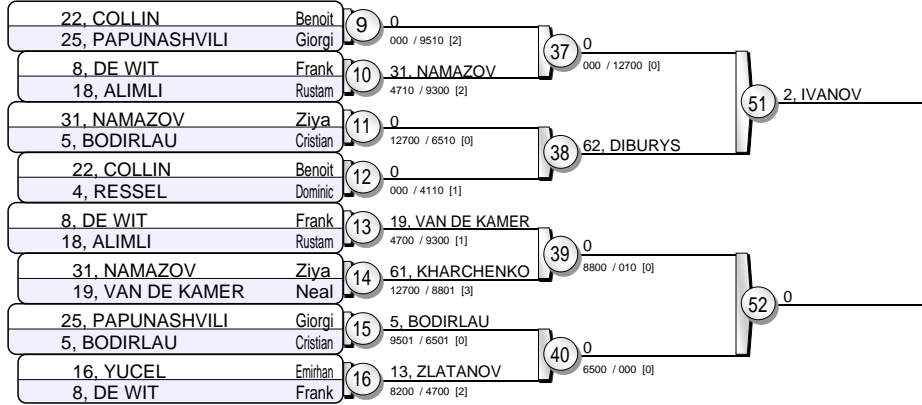 22, COLLIN Benoit
25, PAPUNASHVILI Giorgi
9
0
000 / 9510 [2]
8, DE WIT Frank
18, ALIMLI Rustam
10
31, NAMAZOV
4710 / 9300 [2]
37
0
000 / 12700 [0]
31, NAMAZOV Ziya
5, BODIRLAU Cristian
11
0
12700 / 6510 [0]
22, COLLIN Benoit
4, RESSEL Dominic
12
0
000 / 4110 [1]
38
62, DIBURYS
51
2, IVANOV
8, DE WIT Frank
18, ALIMLI Rustam
13
19, VAN DE KAMER
4700 / 9300 [1]
31, NAMAZOV Ziya
19, VAN DE KAMER Neal
14
61, KHARCHENKO
12700 / 8801 [3]
39
0
8800 / 010 [0]
25, PAPUNASHVILI Giorgi
5, BODIRLAU Cristian
15
5, BODIRLAU
9501 / 6501 [0]
16, YUCEL Emirhan
8, DE WIT Frank
16
13, ZLATANOV
8200 / 4700 [2]
40
0
6500 / 000 [0]
52
0